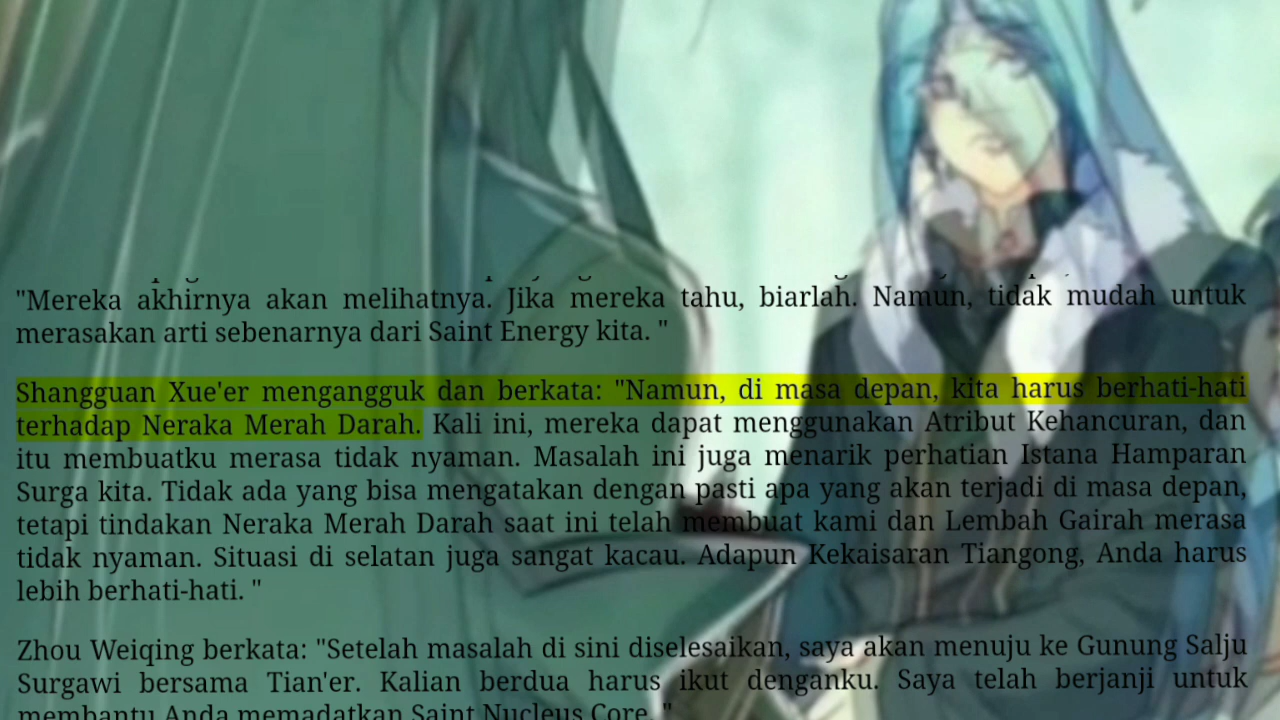 "Mereka akhirnya akan melihatnya. Jika mereka tahu, biarlah. Namun, tidak mudah untuk
merasakan arti sebenarnya dari Saint Energy kita. "
Shangguan Xue'er mengangguk dan berkata: "Namun, di masa depan, kita harus berhati-hati
terhadap Neraka Merah Darah. Kali ini, mereka dapat menggunakan Atribut Kehancuran, dan
itu membuatku merasa tidak nyaman. Masalah ini juga menarik perhatian Istana Hamparan
Surga kita. Tidak ada yang bisa mengatakan dengan pasti apa yang akan terjadi di masa depan,
tetapi tindakan Neraka Merah Darah saat ini telah membuat kami dan Lembah Gairah merasa
tidak nyaman. Situasi di selatan juga sangat kacau. Adapun Kekaisaran Tiangong, Anda harus
lebih berhati-hati. "
Zhou Weiqing berkata: "Setelah masalah di sini diselesaikan, saya akan menuju ke Gunung Salju
Surgawi bersama Tian'er. Kalian berdua harus ikut denganku. Saya telah berjanji untuk
membantu Anda memadatkan Saint Nucleus Core. "